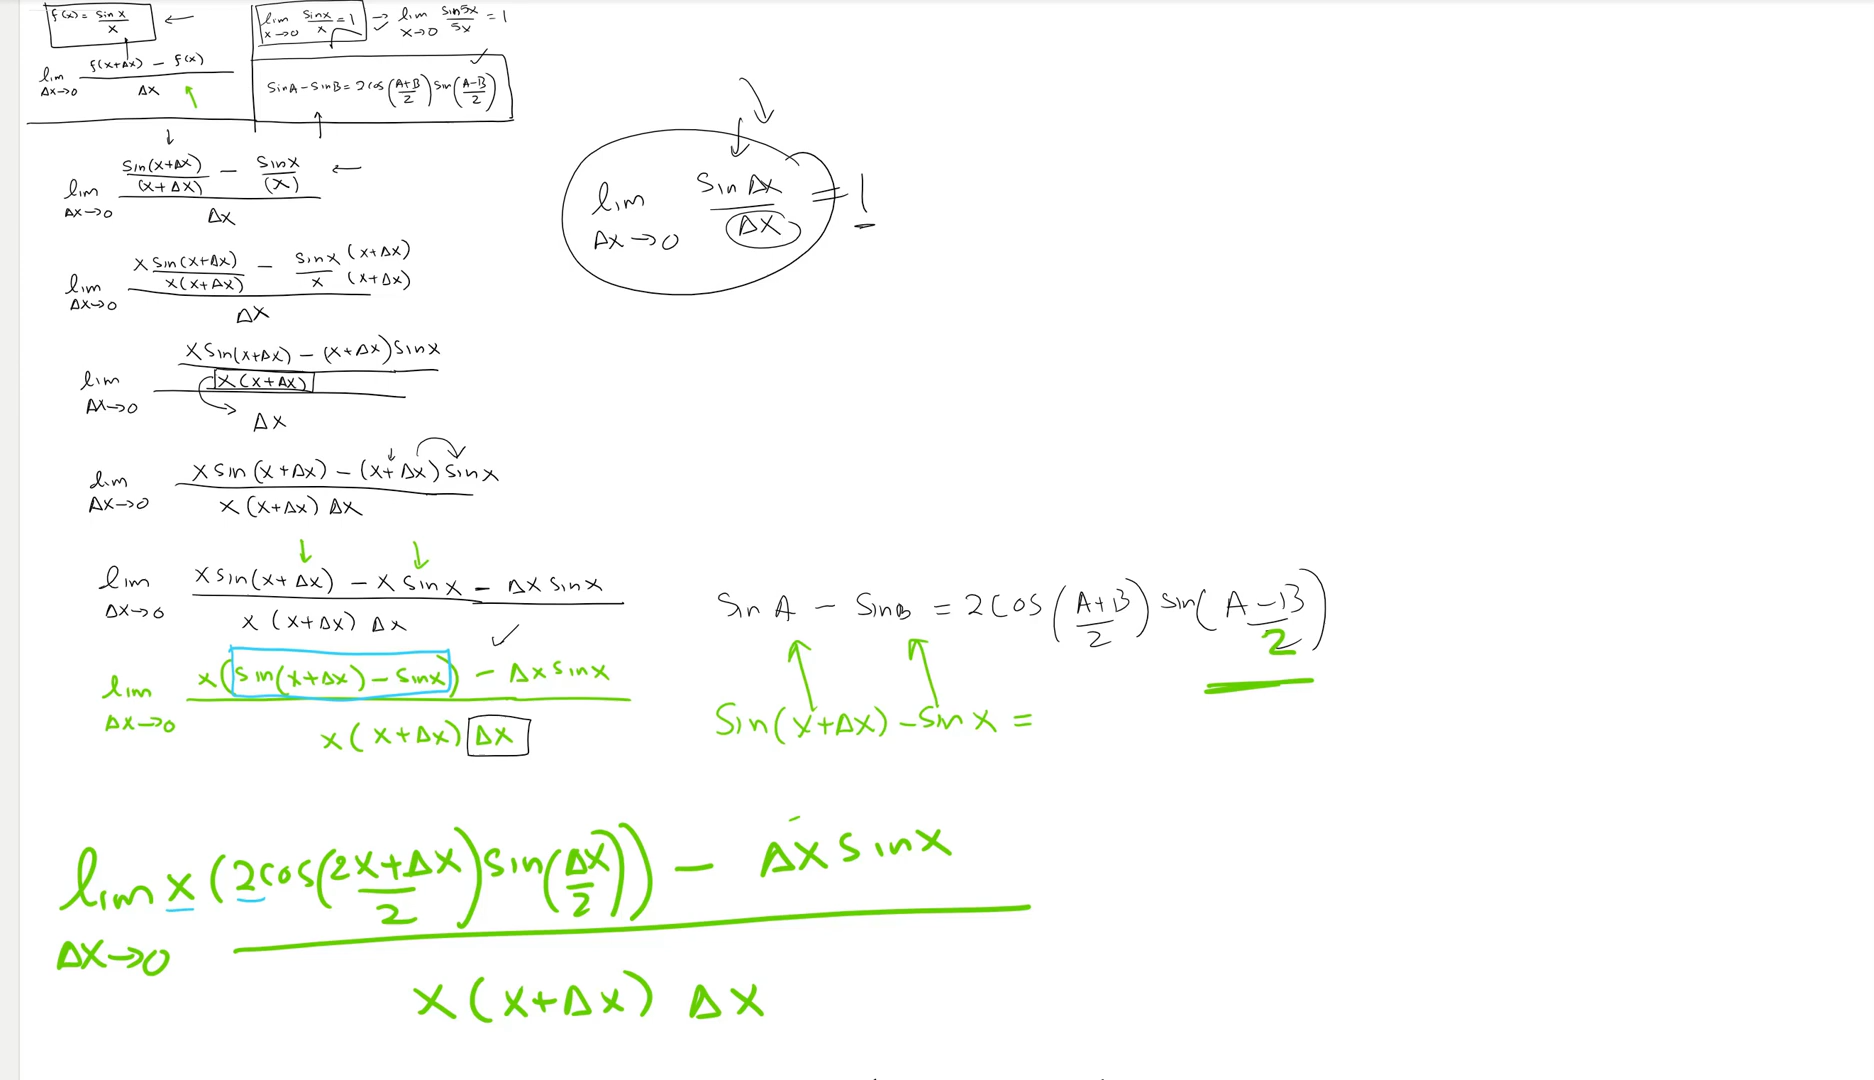 f(x) = sin x / x ←
lim x→0 sin x / x = 1 → lim x→0 sin 5x / 5x = 1
lim Δx→0 (f(x+Δx) − f(x)) / Δx
sin A − sin B = 2cos((A+B)/2) sin((A−B)/2)
lim Δx→0 (sin(x+Δx)/(x+Δx) − sin x/(x)) / Δx ←
lim Δx→0 sin Δx / Δx = 1
lim Δx→0 (x sin(x+Δx) / x(x+Δx) − sin x (x+Δx) / x (x+Δx)) / Δx
lim Δx→0 ((x sin(x+Δx) − (x+Δx) sin x) / x(x+Δx)) / Δx
lim Δx→0 (x sin(x+Δx) − (x+Δx) sin x) / x(x+Δx) Δx
lim Δx→0 (x sin(x+Δx) − x sin x − Δx sin x) / x(x+Δx) Δx
sin A − sin B = 2cos((A+B)/2) sin((A−B)/2)
lim Δx→0 (x(sin(x+Δx) − sin x) − Δx sin x) / x(x+Δx) Δx
sin(x+Δx) − sin x =
lim Δx→0 (x(2cos((2x+Δx)/2) sin(Δx/2)) − Δx sin x) / x(x+Δx) Δx